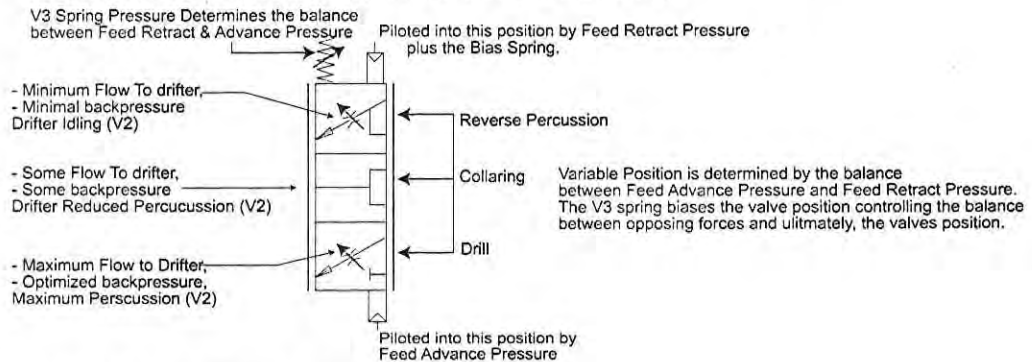 V3 Spring Pressure Determines the balance
between Feed Retract & Advance Pressure
Piloted into this position by Feed Retract Pressure
plus the Bias Spring.
- Minimum Flow To drifter,
- Minimal backpressure
Drifter Idling (V2)
Reverse Percussion
- Some Flow To drifter,
- Some backpressure
Drifter Reduced Percucussion (V2)
Collaring
Variable Position is determined by the balance
between Feed Advance Pressure and Feed Retract Pressure.
The V3 spring biases the valve position controlling the balance
between opposing forces and ulitmately, the valves position.
Drill
- Maximum Flow to Drifter,
- Optimized backpressure,
Maximum Perscussion (V2)
Piloted into this position by
Feed Advance Pressure